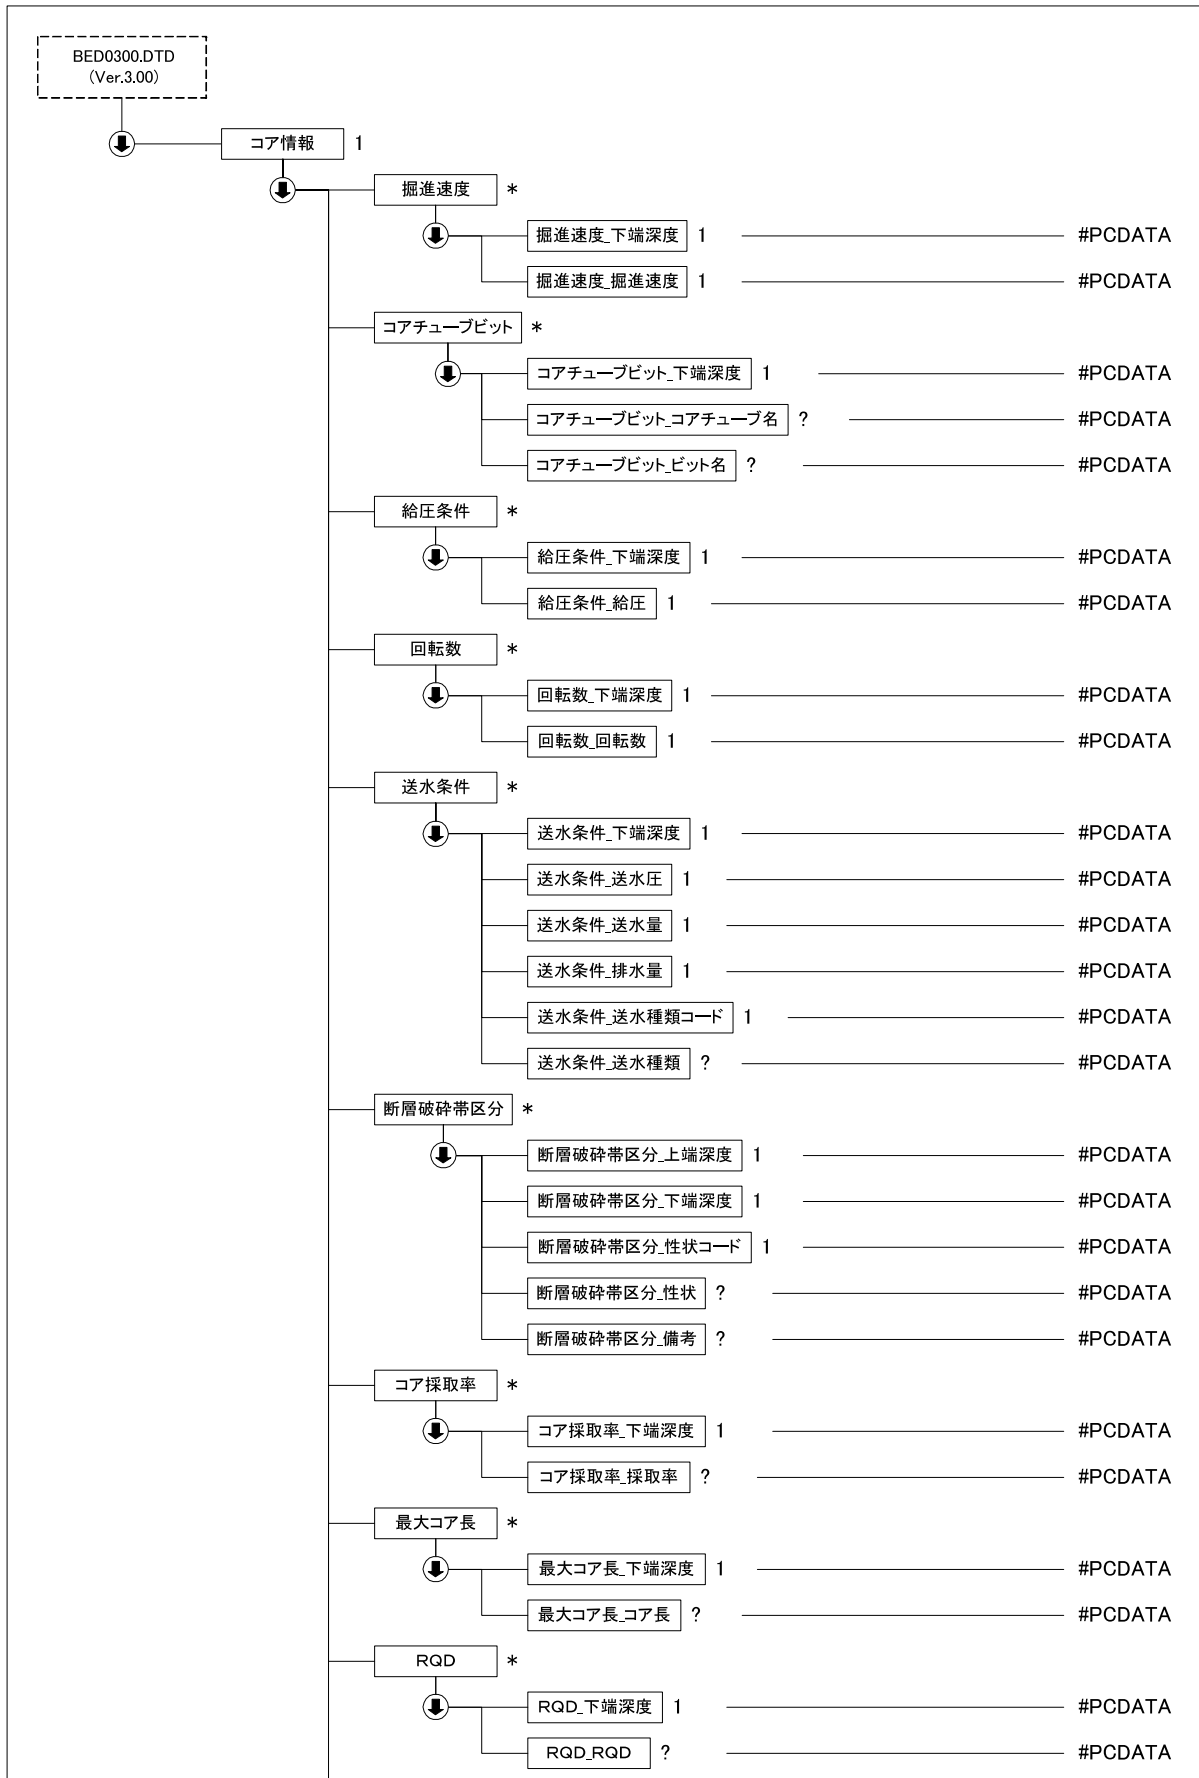 BED0300.DTD
(Ver.3.00)
コア情報 1
掘進速度 *
掘進速度_下端深度 1 #PCDATA
掘進速度_掘進速度 1 #PCDATA
コアチューブビット *
コアチューブビット_下端深度 1 #PCDATA
コアチューブビット_コアチューブ名 ? #PCDATA
コアチューブビット_ビット名 ? #PCDATA
給圧条件 *
給圧条件_下端深度 1 #PCDATA
給圧条件_給圧 1 #PCDATA
回転数 *
回転数_下端深度 1 #PCDATA
回転数_回転数 1 #PCDATA
送水条件 *
送水条件_下端深度 1 #PCDATA
送水条件_送水圧 1 #PCDATA
送水条件_送水量 1 #PCDATA
送水条件_排水量 1 #PCDATA
送水条件_送水種類コード 1 #PCDATA
送水条件_送水種類 ? #PCDATA
断層破砕帯区分 *
断層破砕帯区分_上端深度 1 #PCDATA
断層破砕帯区分_下端深度 1 #PCDATA
断層破砕帯区分_性状コード 1 #PCDATA
断層破砕帯区分_性状 ? #PCDATA
断層破砕帯区分_備考 ? #PCDATA
コア採取率 *
コア採取率_下端深度 1 #PCDATA
コア採取率_採取率 ? #PCDATA
最大コア長 *
最大コア長_下端深度 1 #PCDATA
最大コア長_コア長 ? #PCDATA
RQD *
RQD_下端深度 1 #PCDATA
RQD_RQD ? #PCDATA